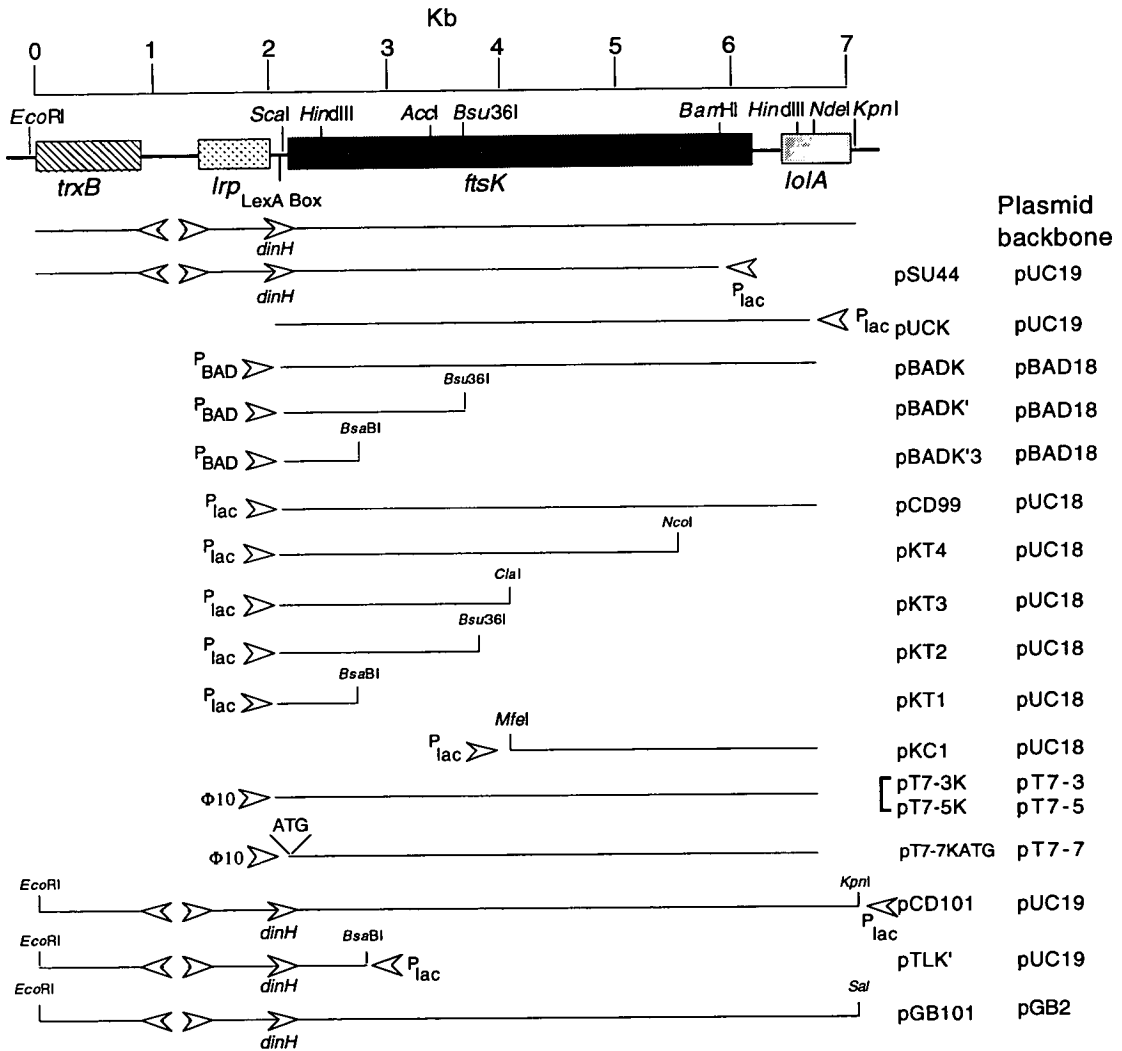 Kb
0 1 2 3 4 5 6 7
EcoRI ScaI HindIII AccI Bsu36I BamHI HindIII NdeI KpnI
trxB lrp LexA Box ftsK lolA
Plasmid
backbone
dinH
pSU44 pUC19
dinH Plac
Plac pUCK pUC19
PBAD pBADK pBAD18
Bsu36I
PBAD pBADK' pBAD18
BsaBI
PBAD pBADK'3 pBAD18
Plac pCD99 pUC18
NcoI
Plac pKT4 pUC18
ClaI
Plac pKT3 pUC18
Bsu36I
Plac pKT2 pUC18
BsaBI
Plac pKT1 pUC18
MfeI
Plac pKC1 pUC18
pT7-3K pT7-3
Φ10
pT7-5K pT7-5
ATG
Φ10 pT7-7KATG pT7-7
EcoRI KpnI
pCD101 pUC19
dinH Plac
EcoRI BsaBI
Plac pTLK' pUC19
dinH
EcoRI Sal
pGB101 pGB2
dinH